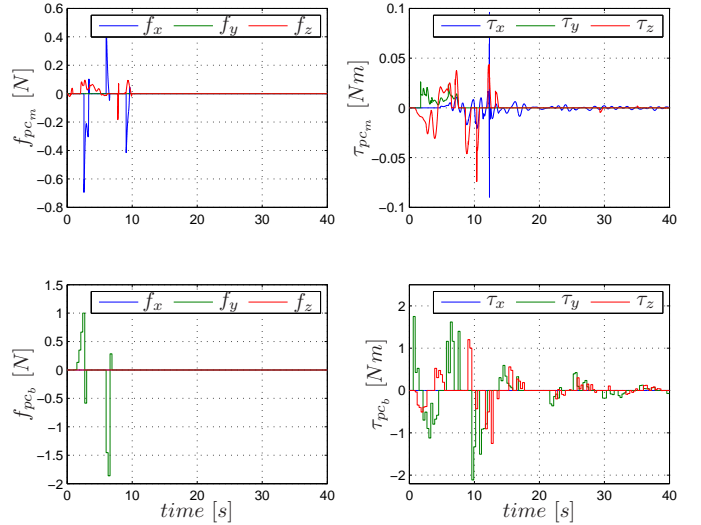 f_x f_y f_z
0.6
0.4
0.2
0
−0.2
−0.4
−0.6
−0.8
f_{pc_m} [N]
0 10 20 30 40
τ_x τ_y τ_z
0.1
0.05
0
−0.05
−0.1
τ_{pc_m} [Nm]
0 10 20 30 40
f_x f_y f_z
1.5
1
0.5
0
−0.5
−1
−1.5
−2
f_{pc_b} [N]
0 10 20 30 40
time [s]
τ_x τ_y τ_z
2
1
0
−1
−2
τ_{pc_b} [Nm]
0 10 20 30 40
time [s]